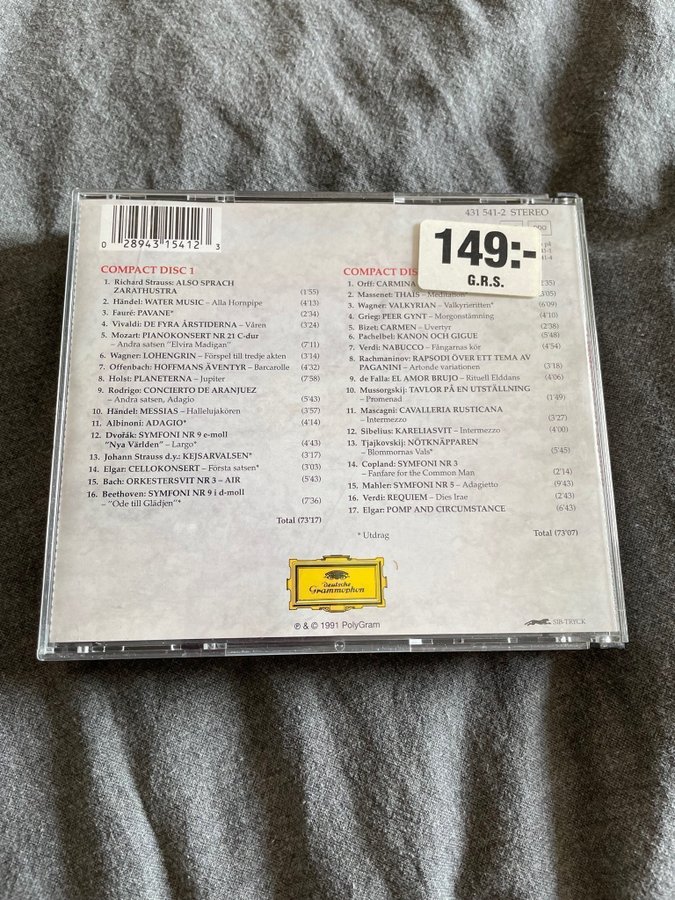 431 541-2 STEREO
0 28943 15412 3
149:-
G.R.S.
COMPACT DISC 1
1. Richard Strauss: ALSO SPRACH
ZARATHUSTRA (1'55)
2. Händel: WATER MUSIC – Alla Hornpipe (4'13)
3. Fauré: PAVANE* (2'34)
4. Vivaldi: DE FYRA ÅRSTIDERNA – Våren (3'24)
5. Mozart: PIANOKONSERT NR 21 C-dur
– Andra satsen "Elvira Madigan" (7'11)
6. Wagner: LOHENGRIN – Förspel till tredje akten (3'14)
7. Offenbach: HOFFMANS ÄVENTYR – Barcarolle (4'32)
8. Holst: PLANETERNA – Jupiter (7'58)
9. Rodrigo: CONCIERTO DE ARANJUEZ
– Andra satsen, Adagio (5'43)
10. Händel: MESSIAS – Hallelujakören (3'57)
11. Albinoni: ADAGIO* (4'14)
12. Dvořák: SYMFONI NR 9 e-moll
"Nya Världen" – Largo* (4'43)
13. Johann Strauss d.y.: KEJSARVALSEN* (3'17)
14. Elgar: CELLOKONSERT – Första satsen* (3'03)
15. Bach: ORKESTERSVIT NR 3 – AIR (5'43)
16. Beethoven: SYMFONI NR 9 i d-moll
– "Ode till Glädjen"* (7'36)
Total (73'17)
COMPACT DISC
1. Orff: CARMINA
2. Massenet: THAIS – Meditation* (3'05)
3. Wagner: VALKYRIAN – Valkyrieritten* (6'09)
4. Grieg: PEER GYNT – Morgonstämning (4'10)
5. Bizet: CARMEN – Uvertyr (2'38)
6. Pachelbel: KANON OCH GIGUE (5'48)
7. Verdi: NABUCCO – Fångarnas kör (4'54)
8. Rachmaninov: RAPSODI ÖVER ETT TEMA AV
PAGANINI – Artonde variationen (3'18)
9. de Falla: EL AMOR BRUJO – Rituell Elddans (4'06)
10. Mussorgskij: TAVLOR PÅ EN UTSTÄLLNING
– Promenad (1'49)
11. Mascagni: CAVALLERIA RUSTICANA
– Intermezzo (3'27)
12. Sibelius: KARELIASVIT – Intermezzo (4'00)
13. Tjajkovskij: NÖTKNÄPPAREN
– Blommornas Vals* (5'45)
14. Copland: SYMFONI NR 3
– Fanfare for the Common Man (2'14)
15. Mahler: SYMFONI NR 5 – Adagietto (9'43)
16. Verdi: REQUIEM – Dies Irae (2'43)
17. Elgar: POMP AND CIRCUMSTANCE (2'43)
* Utdrag
Total (73'07)
deutsche
Grammophon
℗ & © 1991 PolyGram
SIB-TRYCK